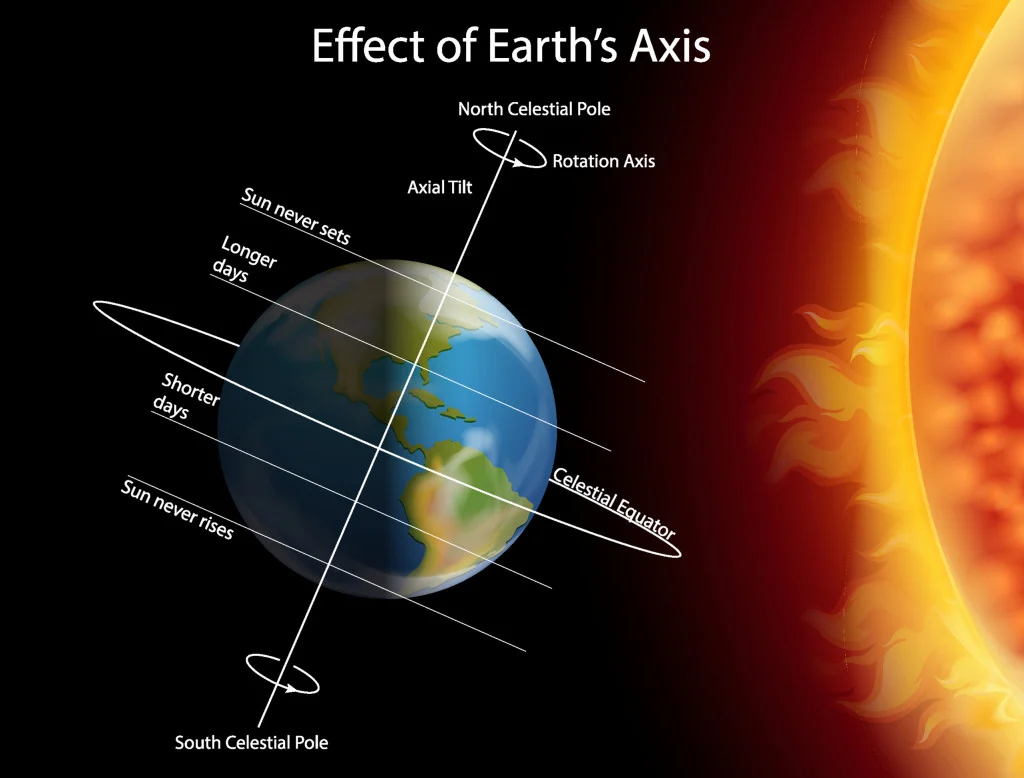 Effect of Earth's Axis
North Celestial Pole
Rotation Axis
Axial Tilt
Sun never sets
Longer
days
Shorter
days
Celestial Equator
Sun never rises
South Celestial Pole